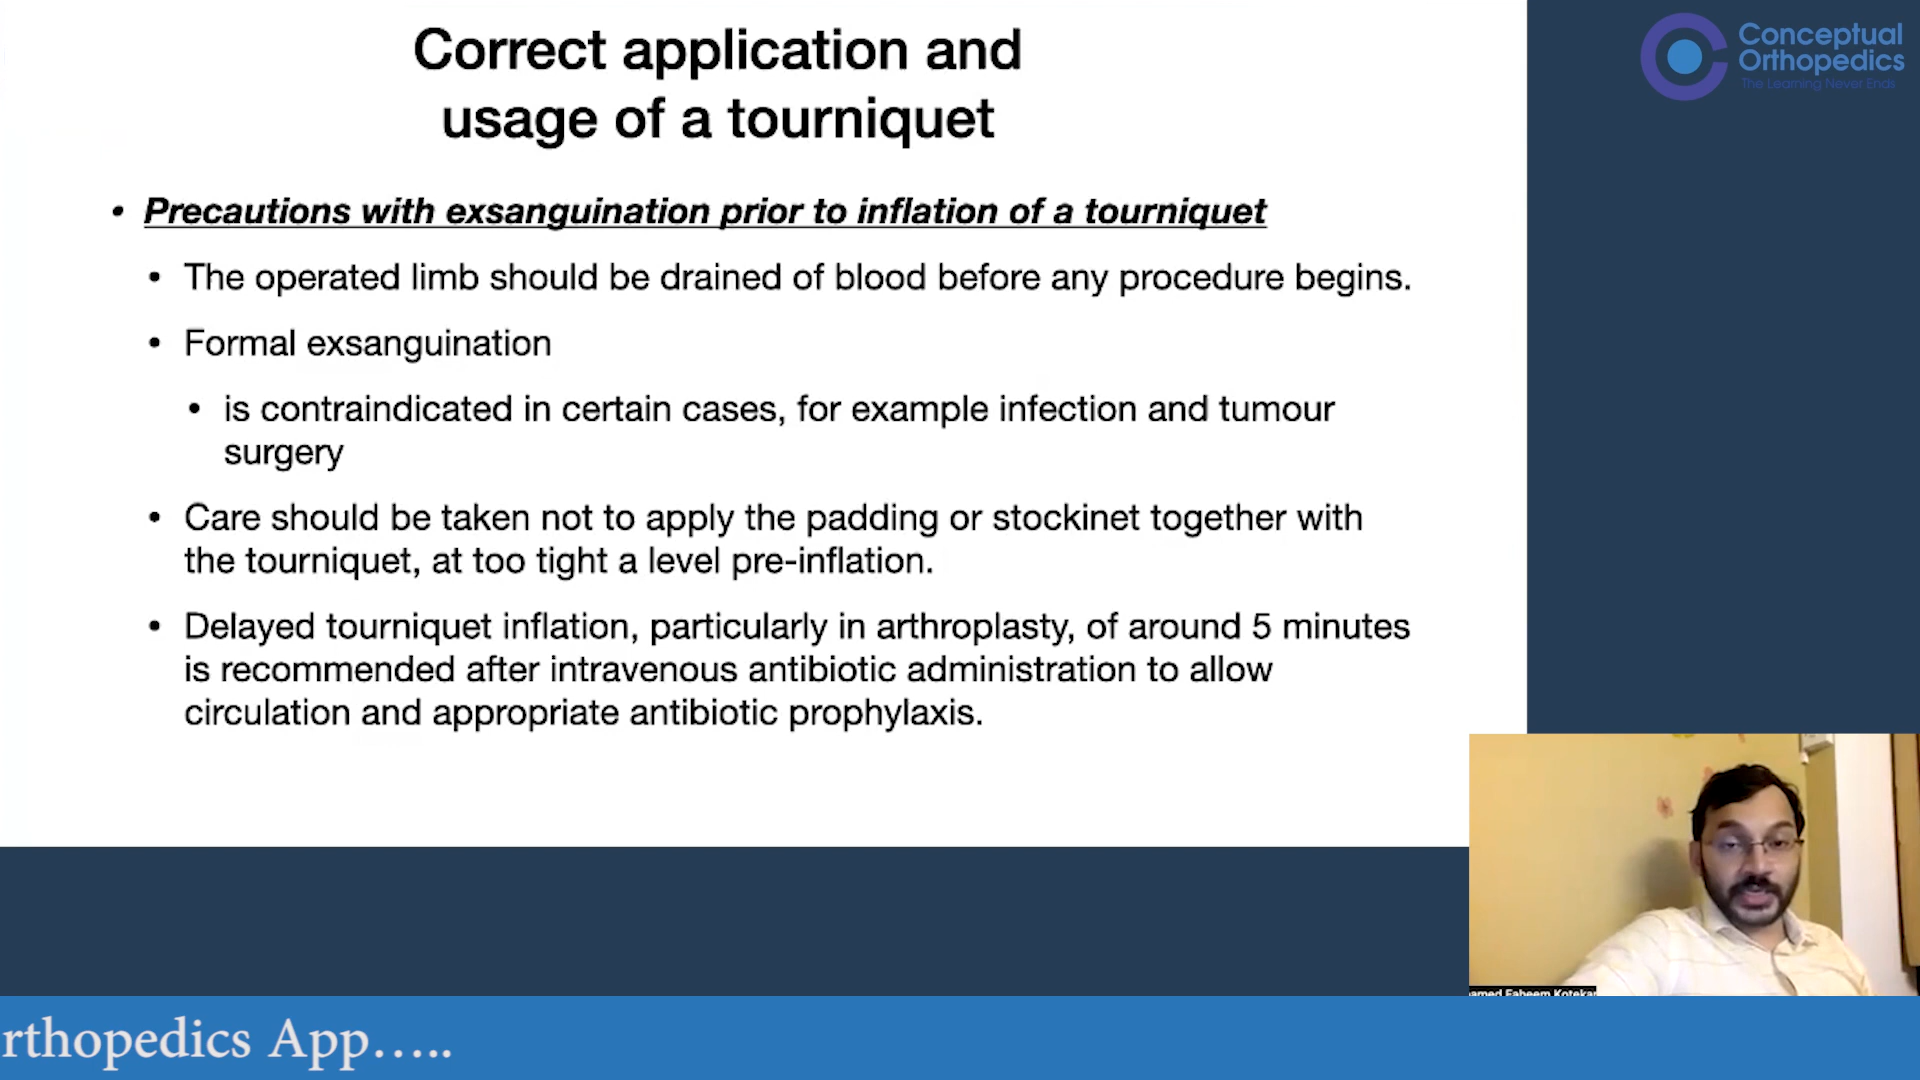 Correct application and
usage of a tourniquet
• Precautions with exsanguination prior to inflation of a tourniquet
• The operated limb should be drained of blood before any procedure begins.
• Formal exsanguination
• is contraindicated in certain cases, for example infection and tumour
surgery
• Care should be taken not to apply the padding or stockinet together with
the tourniquet, at too tight a level pre-inflation.
• Delayed tourniquet inflation, particularly in arthroplasty, of around 5 minutes
is recommended after intravenous antibiotic administration to allow
circulation and appropriate antibiotic prophylaxis.
Conceptual
Orthopedics
The Learning Never Ends
amed Faheem Kotekar
rthopedics App.....